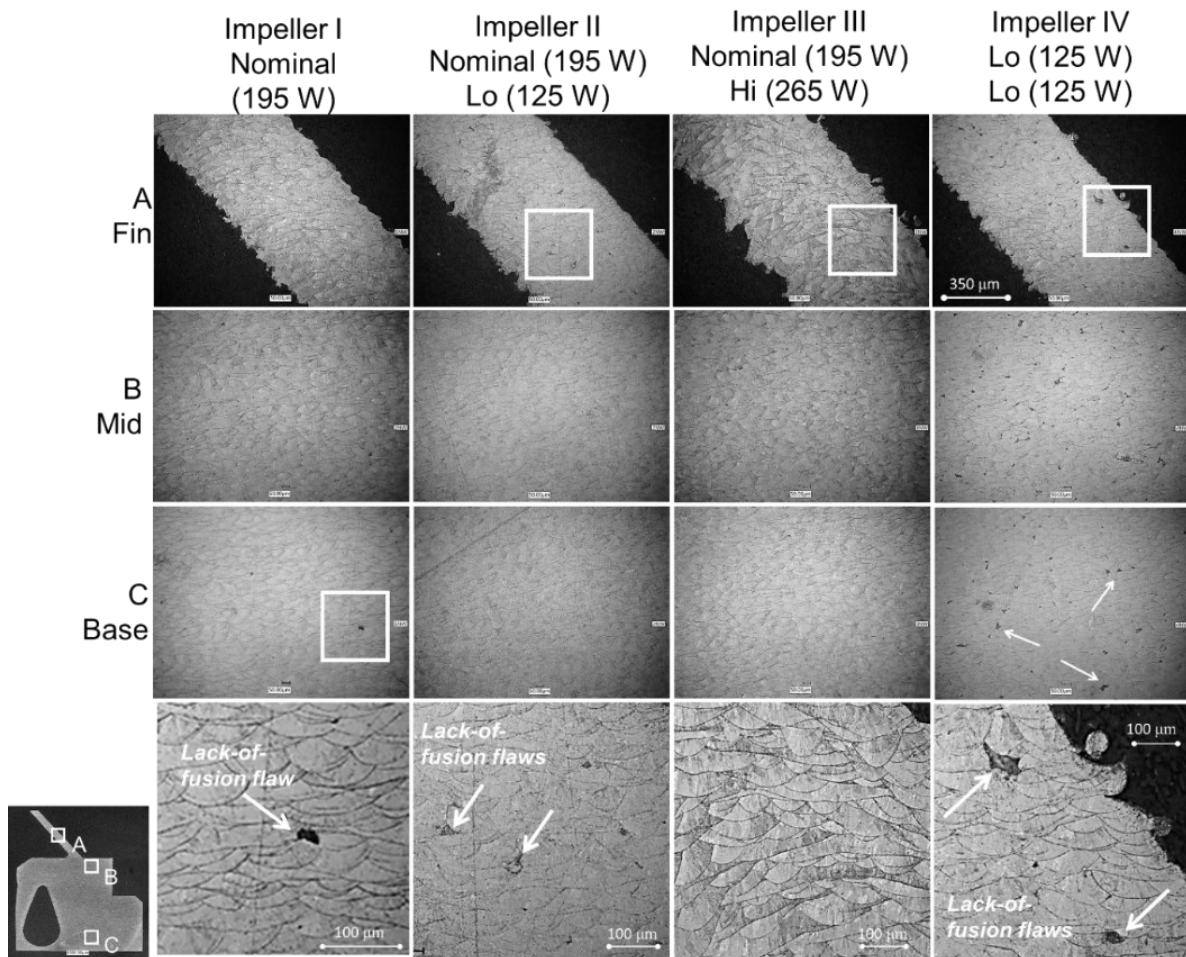 Impeller I
Nominal
(195 W)
Impeller II
Nominal (195 W)
Lo (125 W)
Impeller III
Nominal (195 W)
Hi (265 W)
Impeller IV
Lo (125 W)
Lo (125 W)
A
Fin
350 µm
B
Mid
C
Base
Lack-of-
fusion flaw
100 µm
Lack-of-
fusion flaws
100 µm
100 µm
100 µm
Lack-of-
fusion flaws
A
B
C